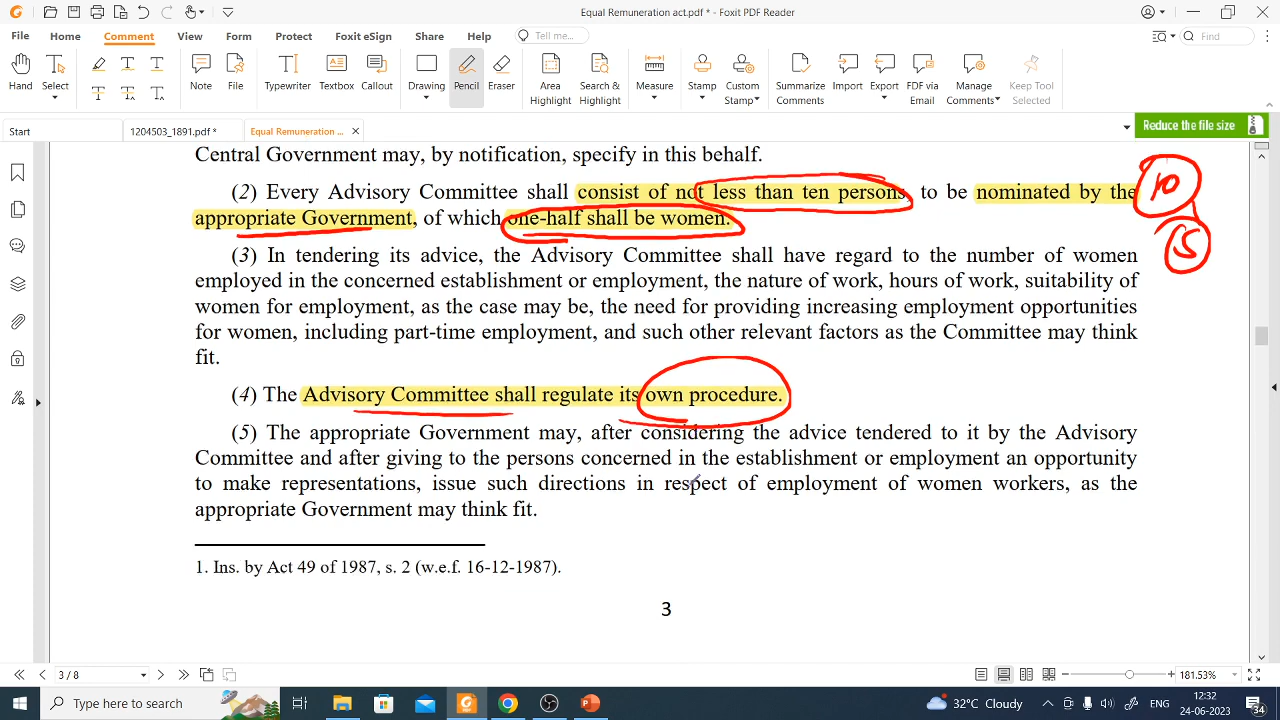 Equal Remuneration act.pdf * - Foxit PDF Reader
File Home Comment View Form Protect Foxit eSign Share Help Tell me... Find
Hand Select Note File Typewriter Textbox Callout Drawing Pencil Eraser Area Highlight Search & Highlight Measure Stamp Custom Stamp Summarize Comments Import Export FDF via Email Manage Comments Keep Tool Selected
Start 1204503_1891.pdf * Equal Remuneration ... Reduce the file size
Central Government may, by notification, specify in this behalf.
(2) Every Advisory Committee shall consist of not less than ten persons, to be nominated by the
appropriate Government, of which one-half shall be women.
10
15
(3) In tendering its advice, the Advisory Committee shall have regard to the number of women
employed in the concerned establishment or employment, the nature of work, hours of work, suitability of
women for employment, as the case may be, the need for providing increasing employment opportunities
for women, including part-time employment, and such other relevant factors as the Committee may think
fit.
(4) The Advisory Committee shall regulate its own procedure.
(5) The appropriate Government may, after considering the advice tendered to it by the Advisory
Committee and after giving to the persons concerned in the establishment or employment an opportunity
to make representations, issue such directions in respect of employment of women workers, as the
appropriate Government may think fit.
1. Ins. by Act 49 of 1987, s. 2 (w.e.f. 16-12-1987).
3
3 / 8 181.53%
Type here to search 32°C Cloudy ENG 12:32
24-06-2023 34